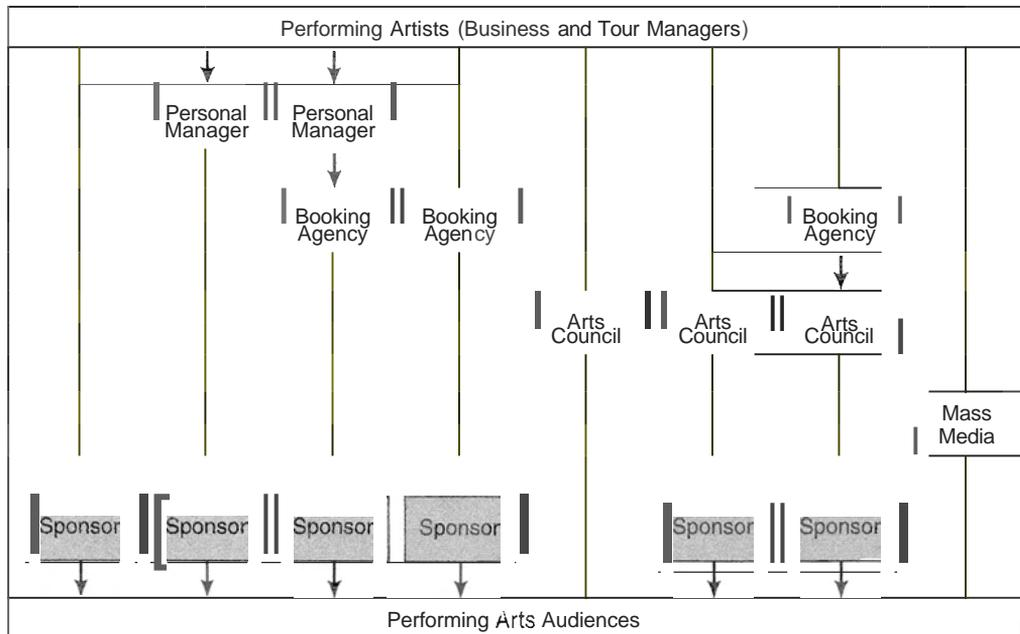 Performing Artists (Business and Tour Managers)
Personal
Manager
Personal
Manager
Booking
Agency
Booking
Agency
Booking
Agency
Arts
Council
Arts
Council
Arts
Council
Mass
Media
Sponsor
Sponsor
Sponsor
Sponsor
Sponsor
Sponsor
Performing Arts Audiences